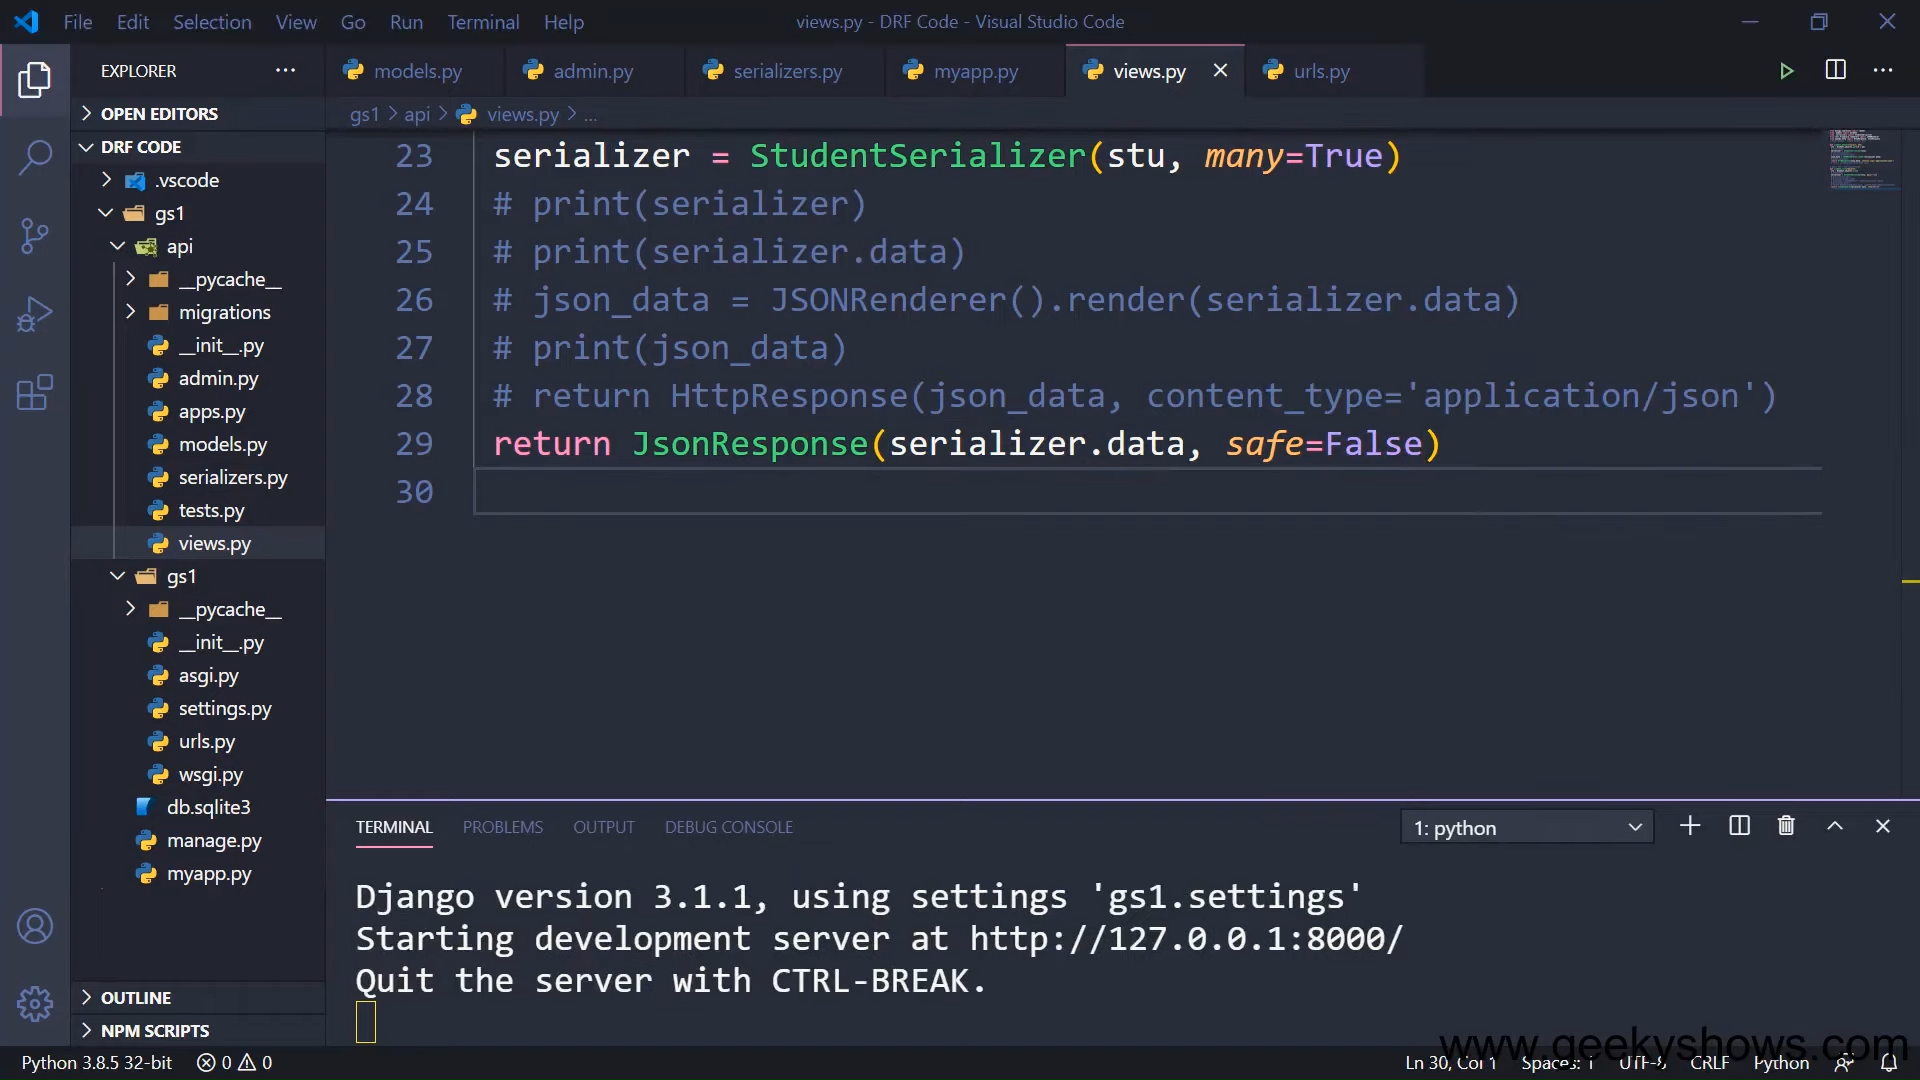 File Edit Selection View Go Run Terminal Help
views.py - DRF Code - Visual Studio Code
EXPLORER
OPEN EDITORS
DRF CODE
.vscode
gs1
api
__pycache__
migrations
__init__.py
admin.py
apps.py
models.py
serializers.py
tests.py
views.py
gs1
__pycache__
__init__.py
asgi.py
settings.py
urls.py
wsgi.py
db.sqlite3
manage.py
myapp.py
OUTLINE
NPM SCRIPTS
models.py admin.py serializers.py myapp.py views.py urls.py
gs1 > api > views.py > ...
23 serializer = StudentSerializer(stu, many=True)
24 # print(serializer)
25 # print(serializer.data)
26 # json_data = JSONRenderer().render(serializer.data)
27 # print(json_data)
28 # return HttpResponse(json_data, content_type='application/json')
29 return JsonResponse(serializer.data, safe=False)
30
TERMINAL PROBLEMS OUTPUT DEBUG CONSOLE
1: python
Django version 3.1.1, using settings 'gs1.settings'
Starting development server at http://127.0.0.1:8000/
Quit the server with CTRL-BREAK.
www.geekyshows.com
Python 3.8.5 32-bit 0 0
Ln 30, Col 1 Spaces: UTF-8 CRLF Python